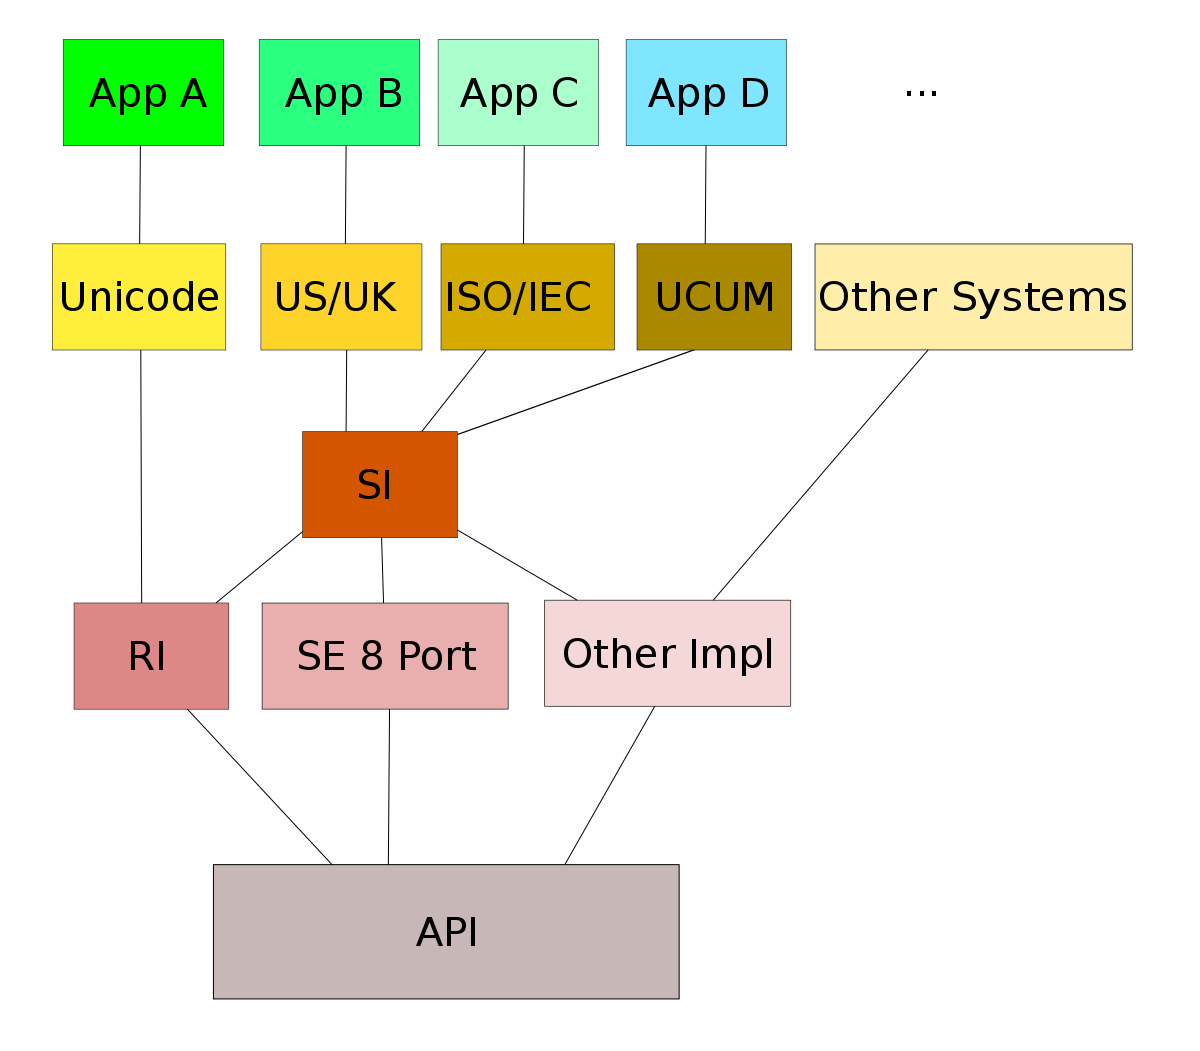 App A
App B
App C
App D
...
Unicode
US/UK
ISO/IEC
UCUM
Other Systems
SI
RI
SE 8 Port
Other Impl
API